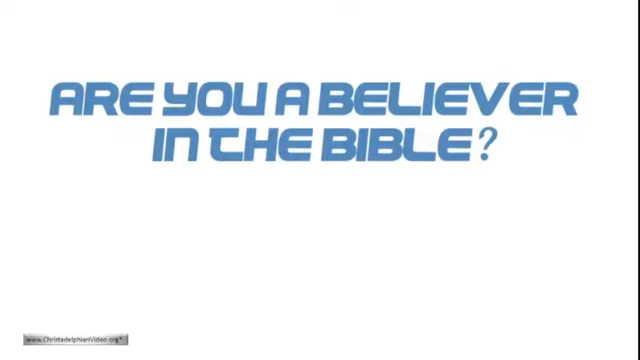 ARE YOU A BELIEVER
IN THE BIBLE?
www.ChristadelphianVideo.org